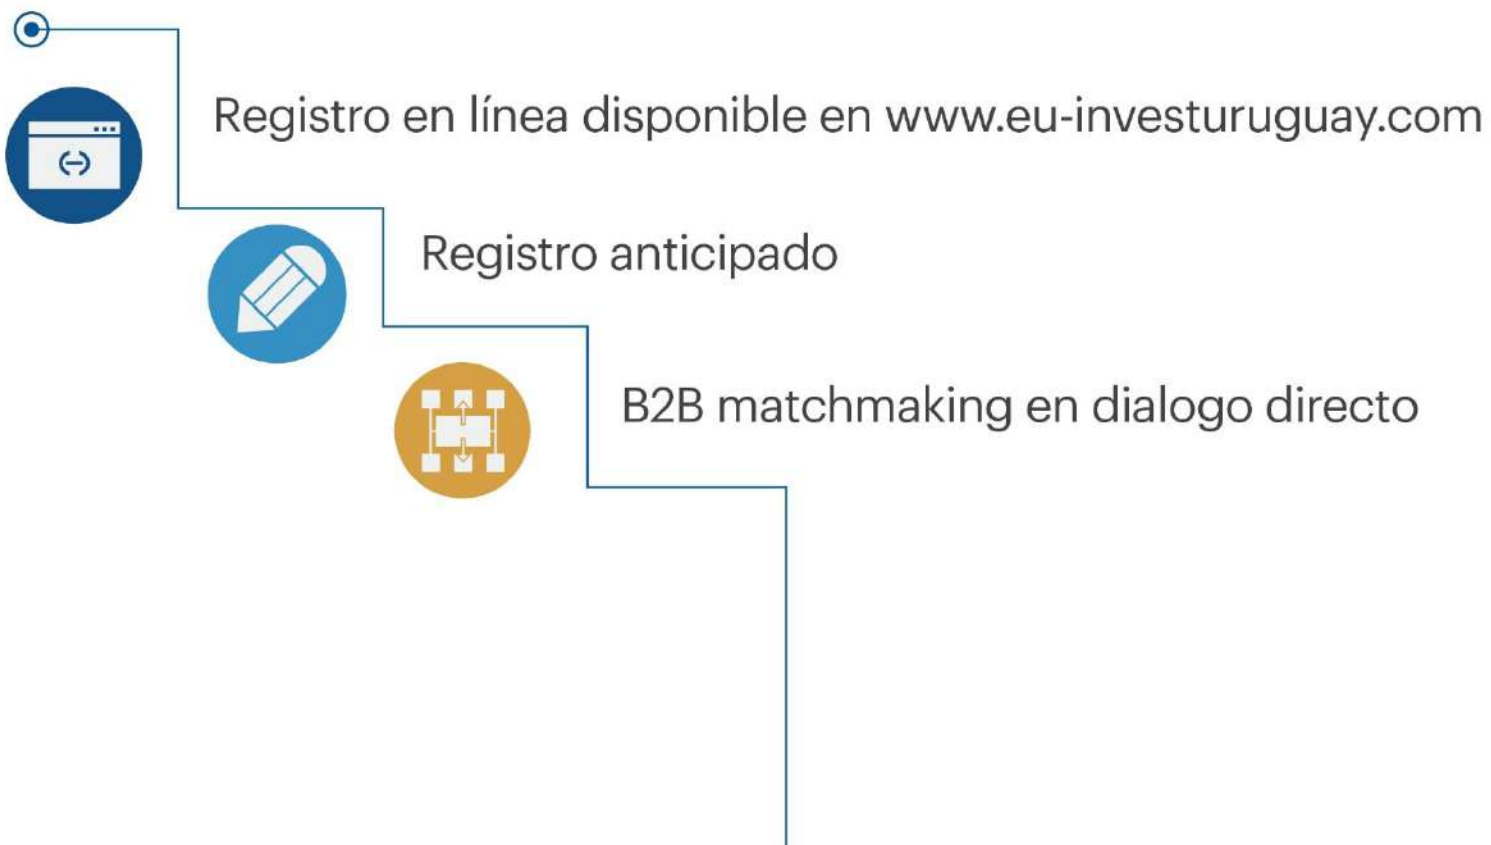 Registro en línea disponible en www.eu-investuruguay.com
Registro anticipado
B2B matchmaking en dialogo directo